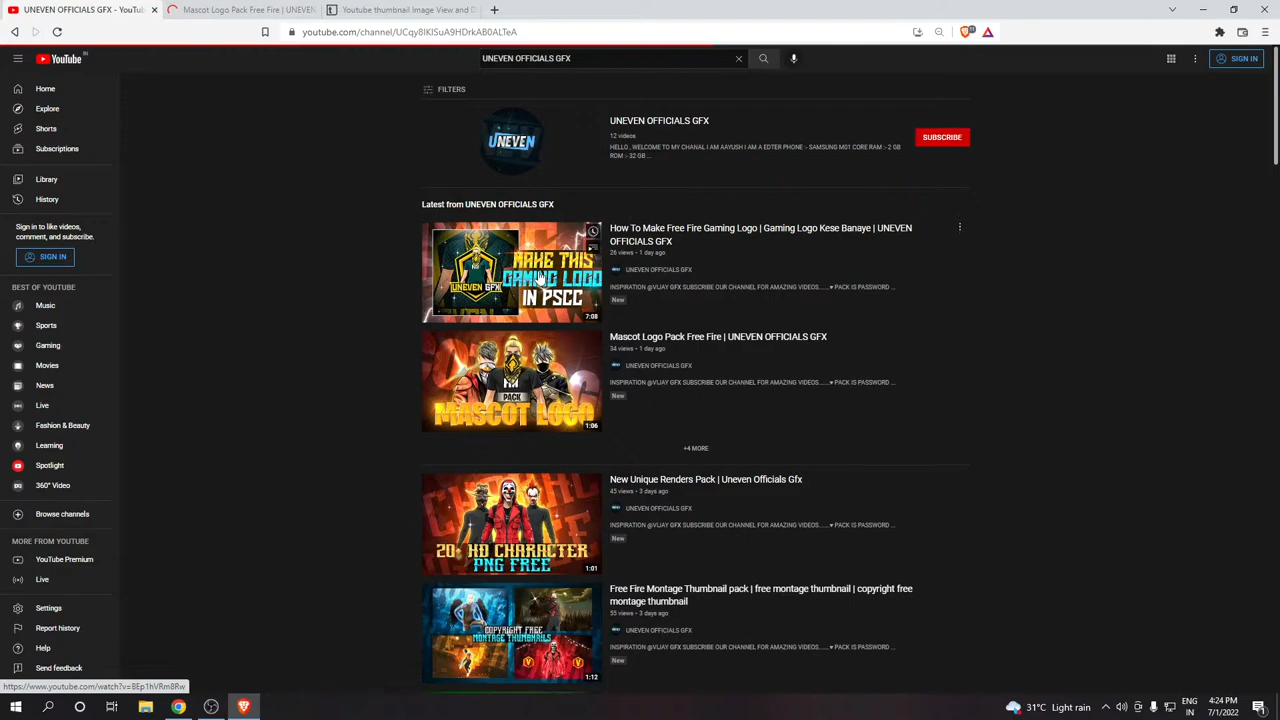 UNEVEN OFFICIALS GFX - YouTu
Mascot Logo Pack Free Fire | UNEVEN
Youtube thumbnail Image View and D
youtube.com/channel/UCqy8IKISuA9HDrkAB0ALTeA
YouTube IN
UNEVEN OFFICIALS GFX
SIGN IN
Home
Explore
Shorts
Subscriptions
Library
History
Sign in to like videos,
comment, and subscribe.
SIGN IN
BEST OF YOUTUBE
Music
Sports
Gaming
Movies
News
Live
Fashion & Beauty
Learning
Spotlight
360° Video
Browse channels
MORE FROM YOUTUBE
YouTube Premium
Live
Settings
Report history
Help
Send feedback
FILTERS
UNEVEN
UNEVEN OFFICIALS GFX
12 videos
HELLO , WELCOME TO MY CHANAL I AM AAYUSH I AM A EDTER PHONE :- SAMSUNG M01 CORE RAM :- 2 GB
ROM :- 32 GB ...
SUBSCRIBE
Latest from UNEVEN OFFICIALS GFX
UNEVEN GFX
MAKE THIS
GAMING LOGO
IN PSCC
7:08
How To Make Free Fire Gaming Logo | Gaming Logo Kese Banaye | UNEVEN
OFFICIALS GFX
26 views • 1 day ago
UNEVEN OFFICIALS GFX
INSPIRATION @VIJAY GFX SUBSCRIBE OUR CHANNEL FOR AMAZING VIDEOS.......♥ PACK IS PASSWORD ...
New
PACK
MASCOT LOGO
1:06
Mascot Logo Pack Free Fire | UNEVEN OFFICIALS GFX
34 views • 1 day ago
UNEVEN OFFICIALS GFX
INSPIRATION @VIJAY GFX SUBSCRIBE OUR CHANNEL FOR AMAZING VIDEOS.......♥ PACK IS PASSWORD ...
New
+4 MORE
20+ HD CHARACTER
PNG FREE
1:01
New Unique Renders Pack | Uneven Officials Gfx
45 views • 3 days ago
UNEVEN OFFICIALS GFX
INSPIRATION @VIJAY GFX SUBSCRIBE OUR CHANNEL FOR AMAZING VIDEOS.......♥ PACK IS PASSWORD ...
New
COPYRIGHT FREE
MONTAGE THUMBNAILS
1:12
Free Fire Montage Thumbnail pack | free montage thumbnail | copyright free
montage thumbnail
55 views • 3 days ago
UNEVEN OFFICIALS GFX
INSPIRATION @VIJAY GFX SUBSCRIBE OUR CHANNEL FOR AMAZING VIDEOS.......♥ PACK IS PASSWORD ...
New
https://www.youtube.com/watch?v=BEp1hVRm8Rw
31°C Light rain
ENG
IN
4:24 PM
7/1/2022